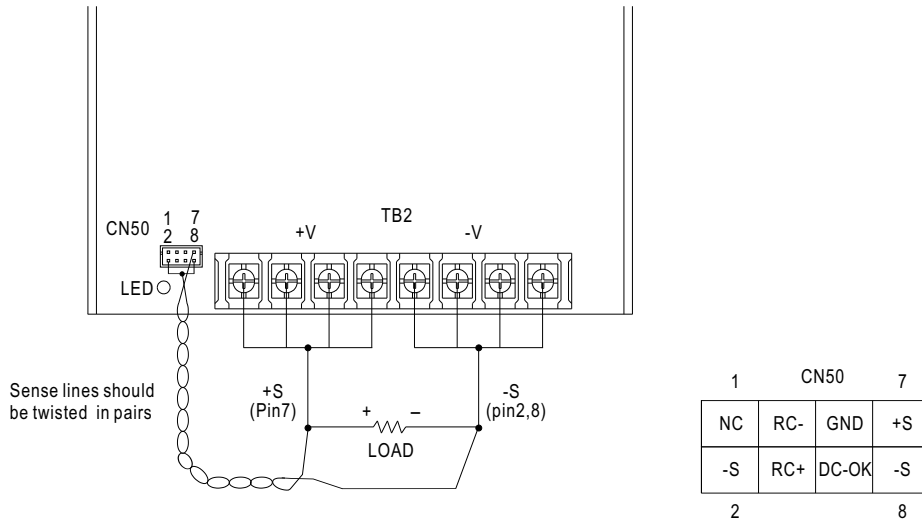 TB2
CN50
1 7
2 8
+V
-V
LED
Sense lines should
be twisted in pairs
+S
(Pin7)
-S
(pin2,8)
+ –
LOAD
1 CN50 7
NC RC- GND +S
-S RC+ DC-OK -S
2 8